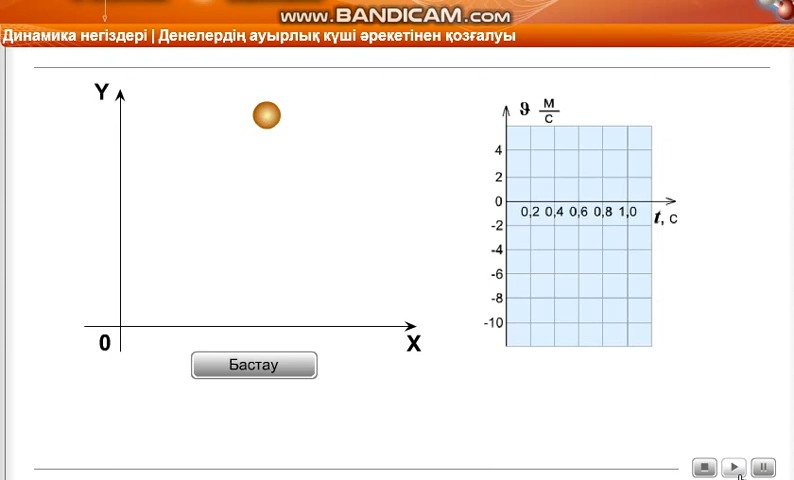 www.BANDICAM.com
Динамика негіздері | Денелердің ауырлық күші әрекетінен қозғалуы
Y
0
X
Бастау
ϑ м/с
4
2
0
-2
-4
-6
-8
-10
0,2 0,4 0,6 0,8 1,0
t, с